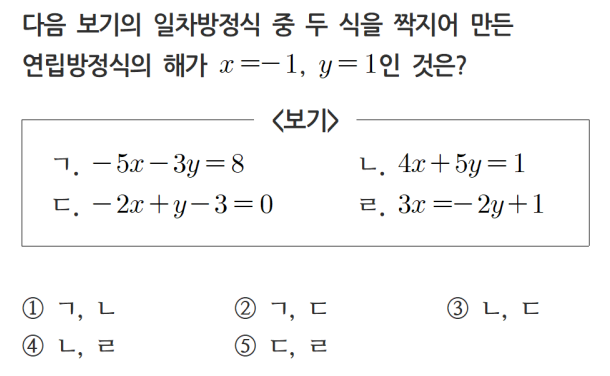 다음 보기의 일차방정식 중 두 식을 짝지어 만든
연립방정식의 해가 x=-1, y=1인 것은?
<보기>
ㄱ. -5x-3y=8 ㄴ. 4x+5y=1
ㄷ. -2x+y-3=0 ㄹ. 3x=-2y+1
① ㄱ, ㄴ ② ㄱ, ㄷ ③ ㄴ, ㄷ
④ ㄴ, ㄹ ⑤ ㄷ, ㄹ